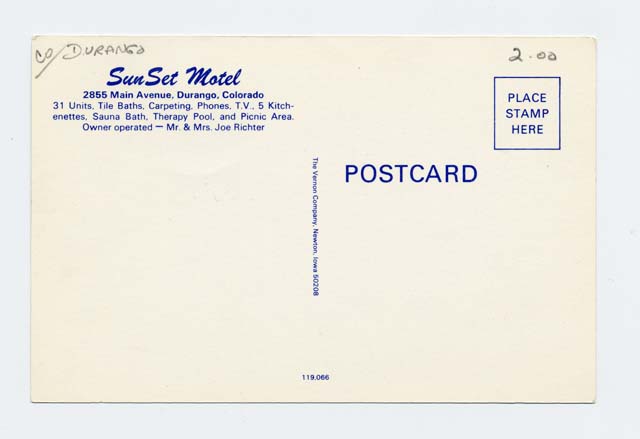 CO/DURANGO
2.00
SunSet Motel
2855 Main Avenue, Durango, Colorado
31 Units, Tile Baths, Carpeting, Phones, T.V., 5 Kitch-
enettes, Sauna Bath, Therapy Pool, and Picnic Area.
Owner operated — Mr. & Mrs. Joe Richter
The Vernon Company, Newton, Iowa 50208
POSTCARD
PLACE
STAMP
HERE
119,066